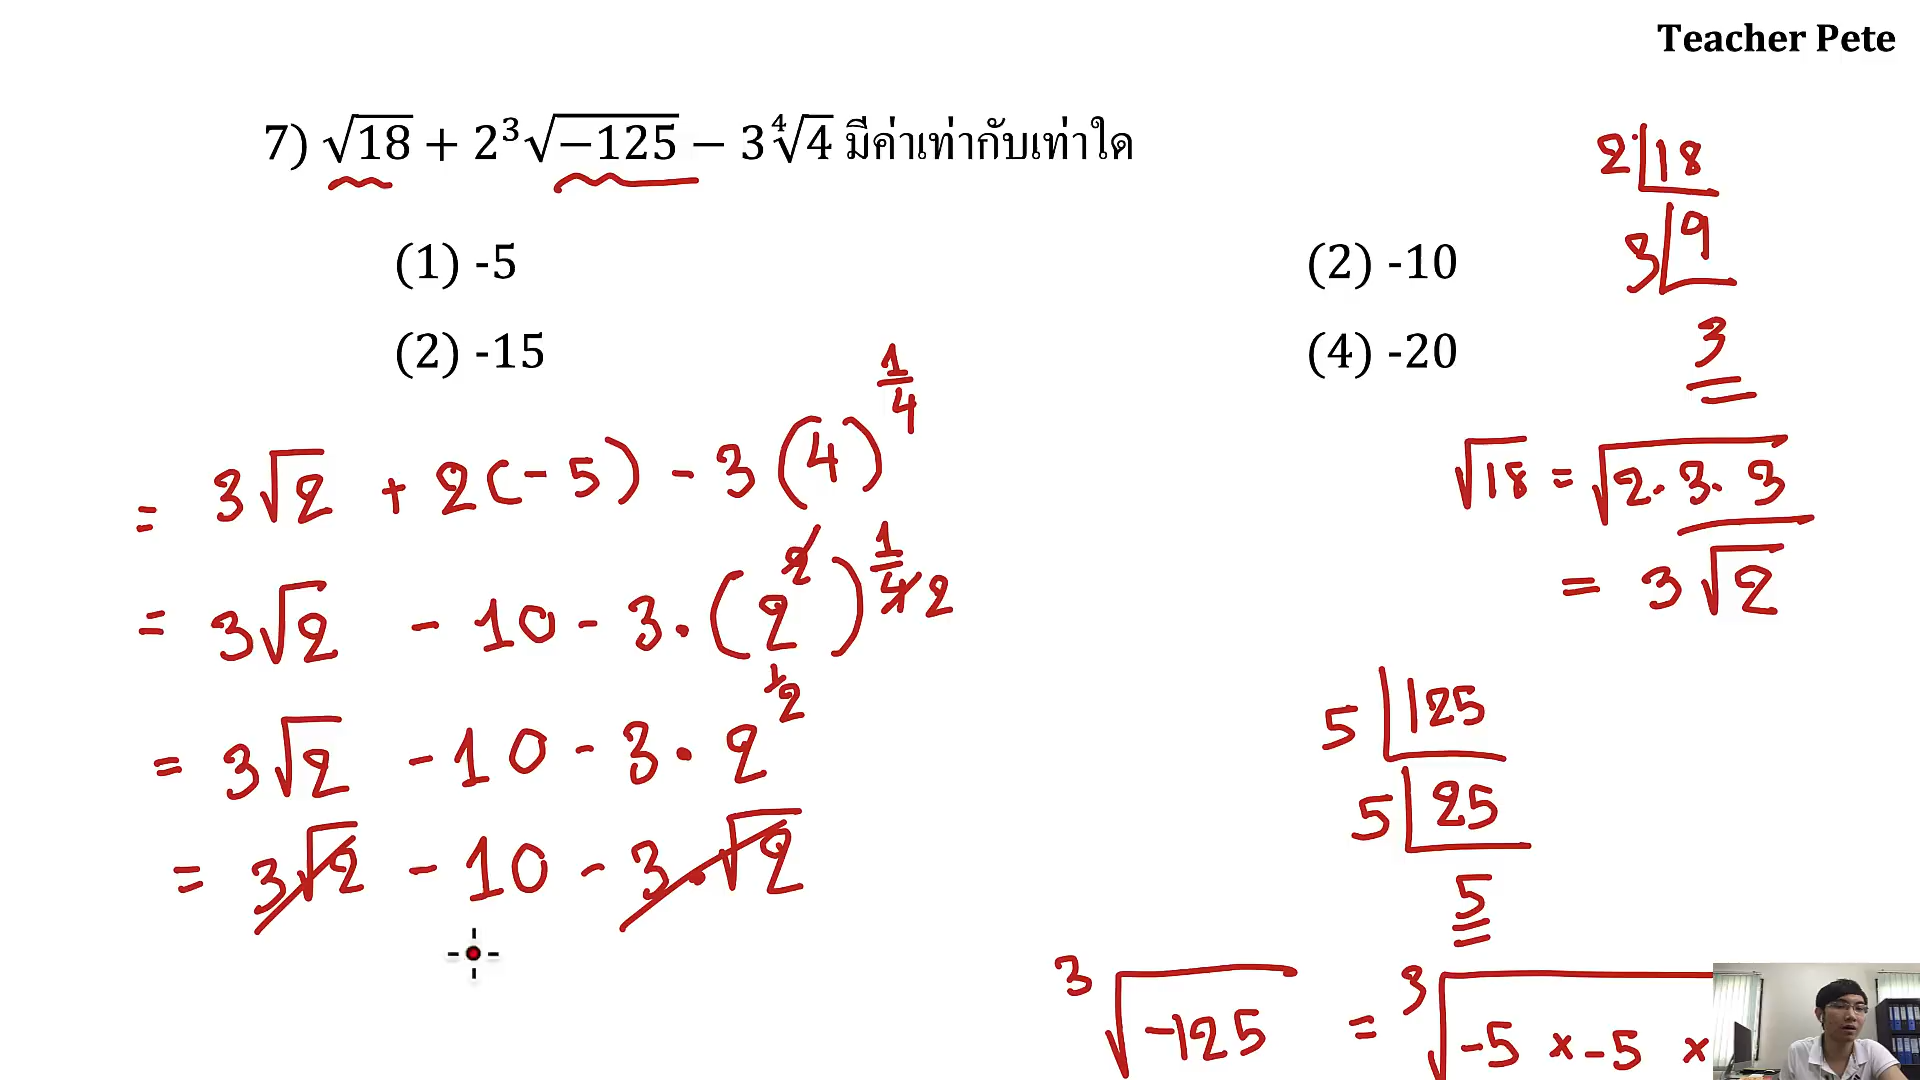 Teacher Pete
7) √18 + 2³√−125 − 3⁴√4 มีค่าเท่ากับเท่าใด
(1) -5
(2) -10
(2) -15
(4) -20
= 3√2 + 2(-5) - 3(4)^1/4
= 3√2 - 10 - 3·(2^2)^1/4 2
= 3√2 - 10 - 3·2^1/2
= 3√2 - 10 - 3·√2
2 18
3 9
3
√18 = √2·3·3
= 3√2
5 125
5 25
5
³√-125 = ³√-5 × -5 ×